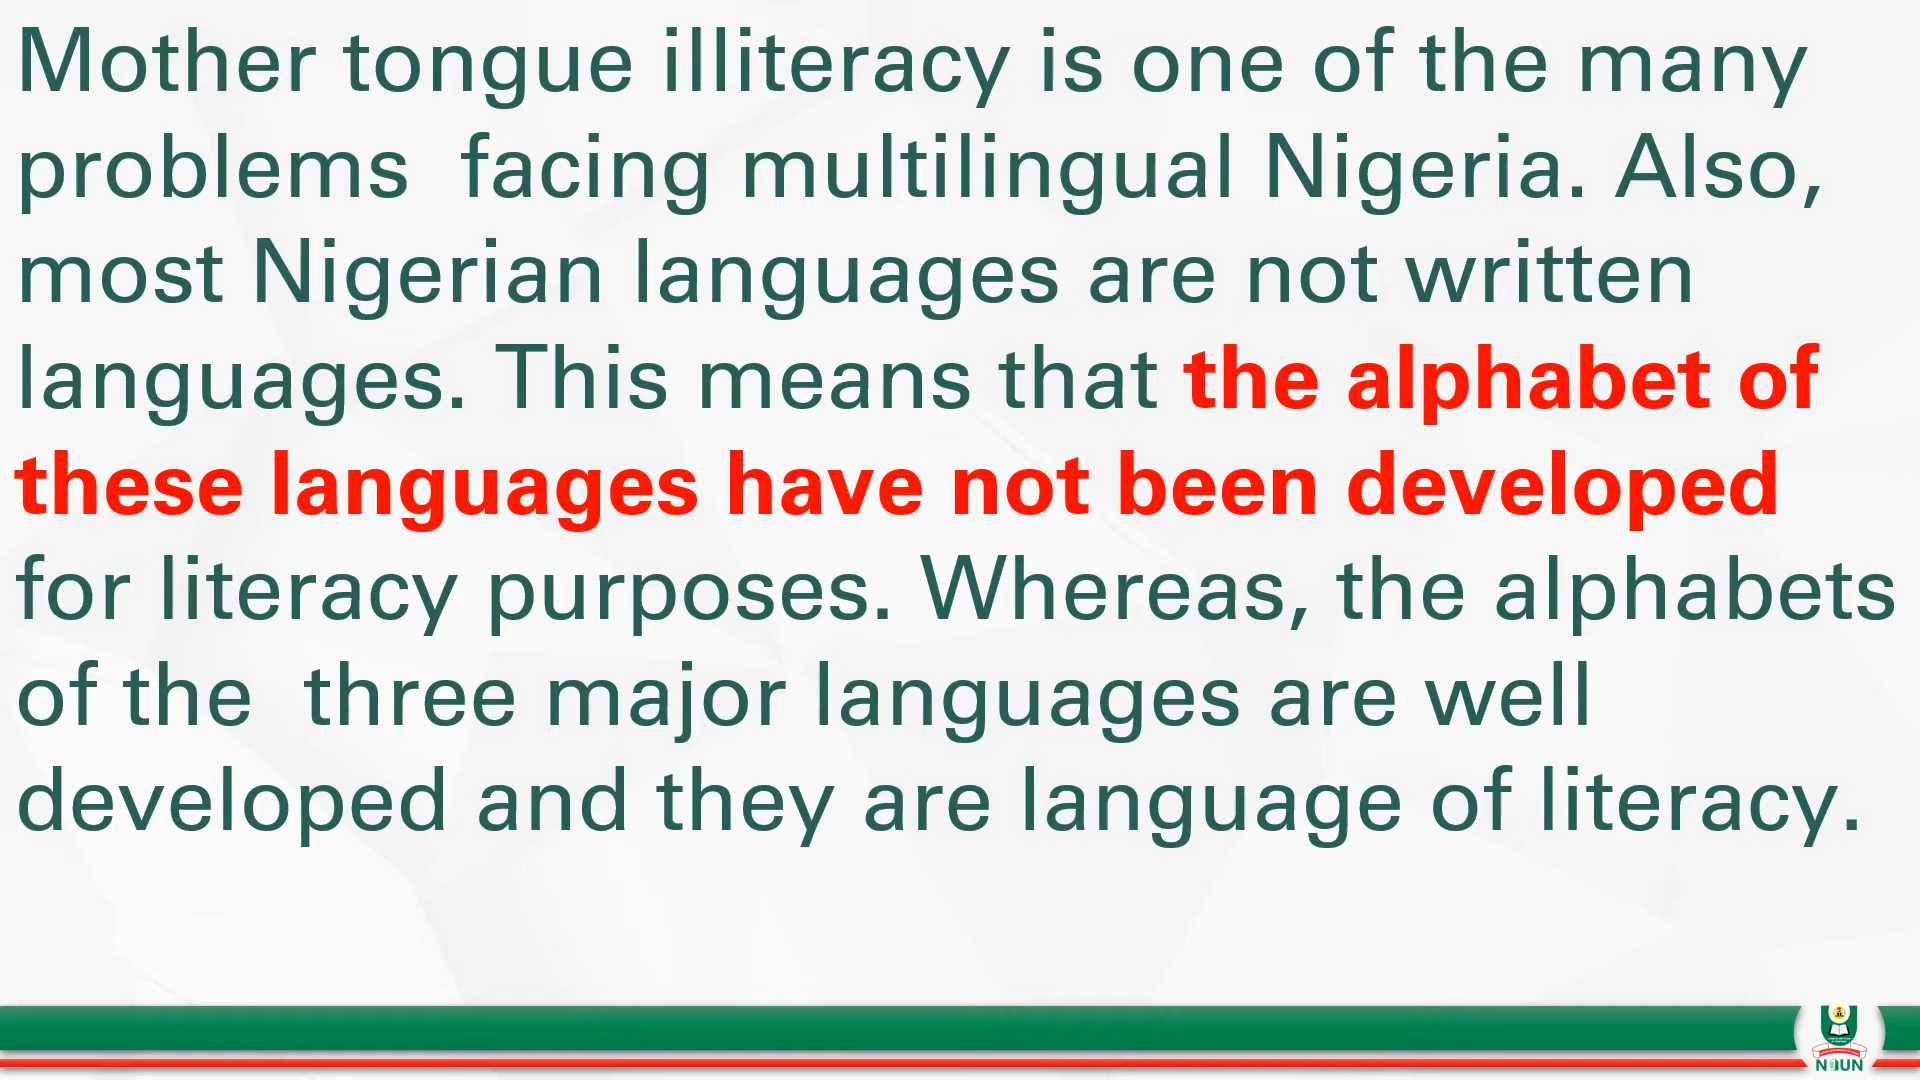 Mother tongue illiteracy is one of the many
problems  facing multilingual Nigeria. Also,
most Nigerian languages are not written
languages. This means that the alphabet of
these languages have not been developed
for literacy purposes. Whereas, the alphabets
of the  three major languages are well
developed and they are language of literacy.
NOUN